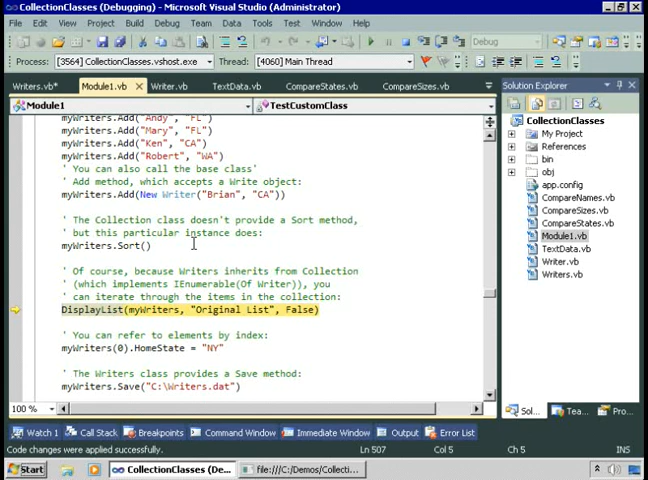 CollectionClasses (Debugging) - Microsoft Visual Studio (Administrator)
File Edit View Project Build Debug Team Data Tools Test Window Help
Debug
Process: [3564] CollectionClasses.vshost.exe Thread: [4060] Main Thread
Writers.vb* Module1.vb Writer.vb TextData.vb CompareStates.vb CompareSizes.vb
Module1 TestCustomClass
myWriters.Add("Andy", "FL")
myWriters.Add("Mary", "FL")
myWriters.Add("Ken", "CA")
myWriters.Add("Robert", "WA")
' You can also call the base class'
' Add method, which accepts a Write object:
myWriters.Add(New Writer("Brian", "CA"))
' The Collection class doesn't provide a Sort method,
' but this particular instance does:
myWriters.Sort()
' Of course, because Writers inherits from Collection
' (which implements IEnumerable(Of Writer)), you
' can iterate through the items in the collection:
DisplayList(myWriters, "Original List", False)
' You can refer to elements by index:
myWriters(0).HomeState = "NY"
' The Writers class provides a Save method:
myWriters.Save("C:\Writers.dat")
100 %
Solution Explorer
CollectionClasses
My Project
References
bin
obj
app.config
CompareNames.vb
CompareSizes.vb
CompareStates.vb
Module1.vb
TextData.vb
Writer.vb
Writers.vb
Sol... Tea... Pro...
Watch 1 Call Stack Breakpoints Command Window Immediate Window Output Error List
Code changes were applied successfully. Ln 507 Col 5 Ch 5 INS
Start CollectionClasses (De... file:///C:/Demos/Collecti...